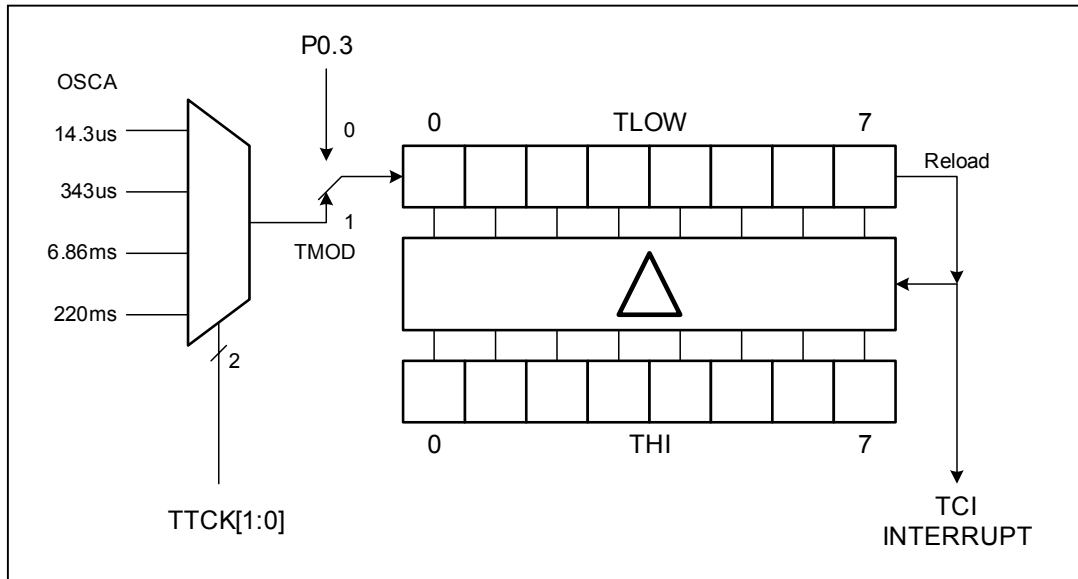 P0.3
OSCA
14.3us
343us
6.86ms
220ms
0
1
TMOD
2
TTCK[1:0]
0 TLOW 7
Reload
0 THI 7
TCI
INTERRUPT